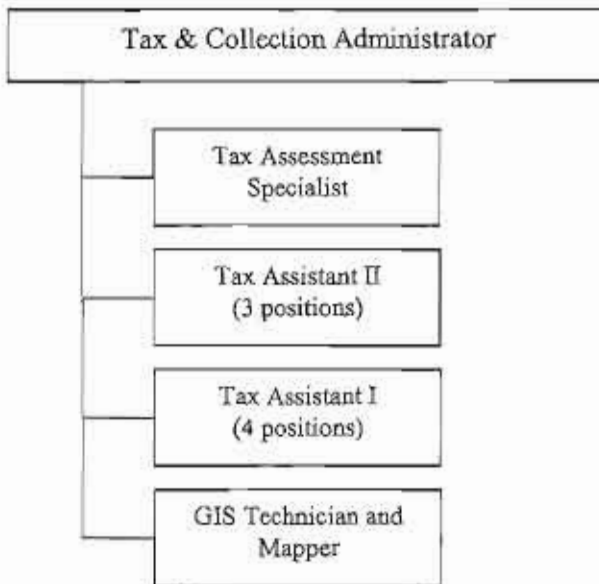 Tax & Collection Administrator
Tax Assessment
Specialist
Tax Assistant II
(3 positions)
Tax Assistant I
(4 positions)
GIS Technician and
Mapper